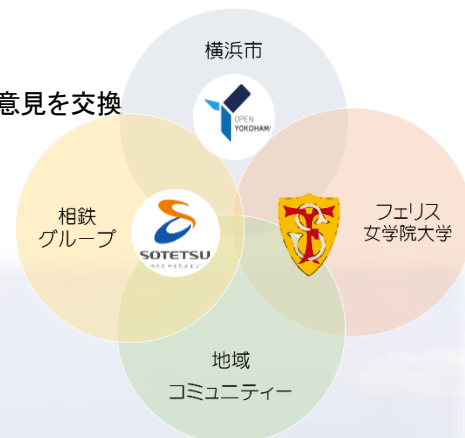 横浜市
意見を交換
OPEN
YOKOHAMA
相鉄
グループ
SOTETSU
フェリス
女学院大学
地域
コミュニティー